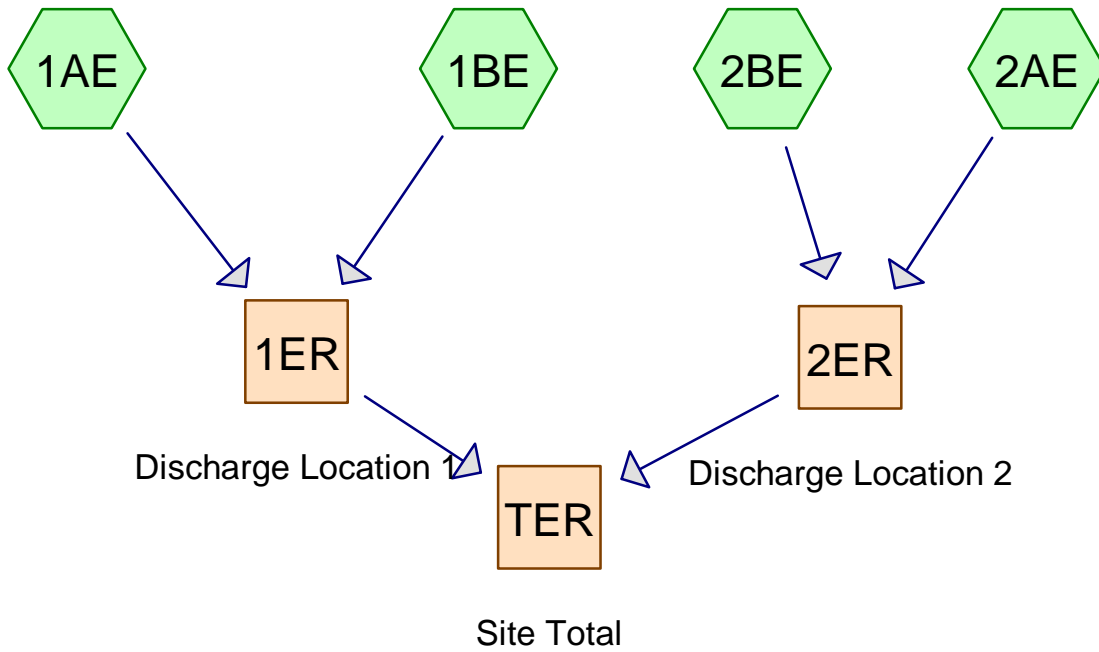 1AE
1BE
2BE
2AE
1ER
2ER
Discharge Location 1
Discharge Location 2
TER
Site Total